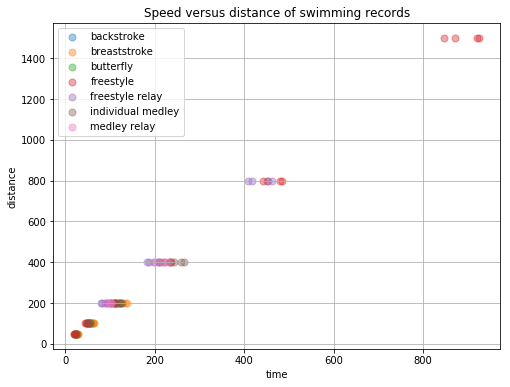 Speed versus distance of swimming records
backstroke
breaststroke
butterfly
freestyle
freestyle relay
individual medley
medley relay
distance
1400
1200
1000
800
600
400
200
0
0 200 400 600 800
time